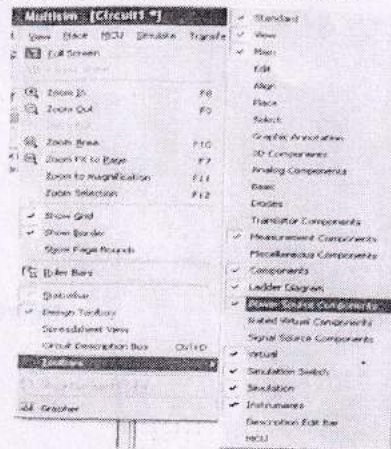 Multisim - [Circuit1 *]
View Place MCU Simulate Transfe
Full Screen
Zoom In F8
Zoom Out F9
Zoom Area F10
Zoom Fit to Page F7
Zoom to magnification F11
Zoom Selection F12
Show Grid
Show Border
Show Page Bounds
Ruler Bars
Statusbar
Design Toolbox
Spreadsheet View
Circuit Description Box Ctrl+D
Toolbars
Grapher
Standard
View
Main
Edit
Align
Place
Select
Graphic Annotation
3D Components
Analog Components
Basic
Diodes
Transistor Components
Measurement Components
Miscellaneous Components
Components
Ladder Diagram
Power Source Components
Rated Virtual Components
Signal Source Components
Virtual
Simulation Switch
Simulation
Instruments
Description Edit Bar
MCU